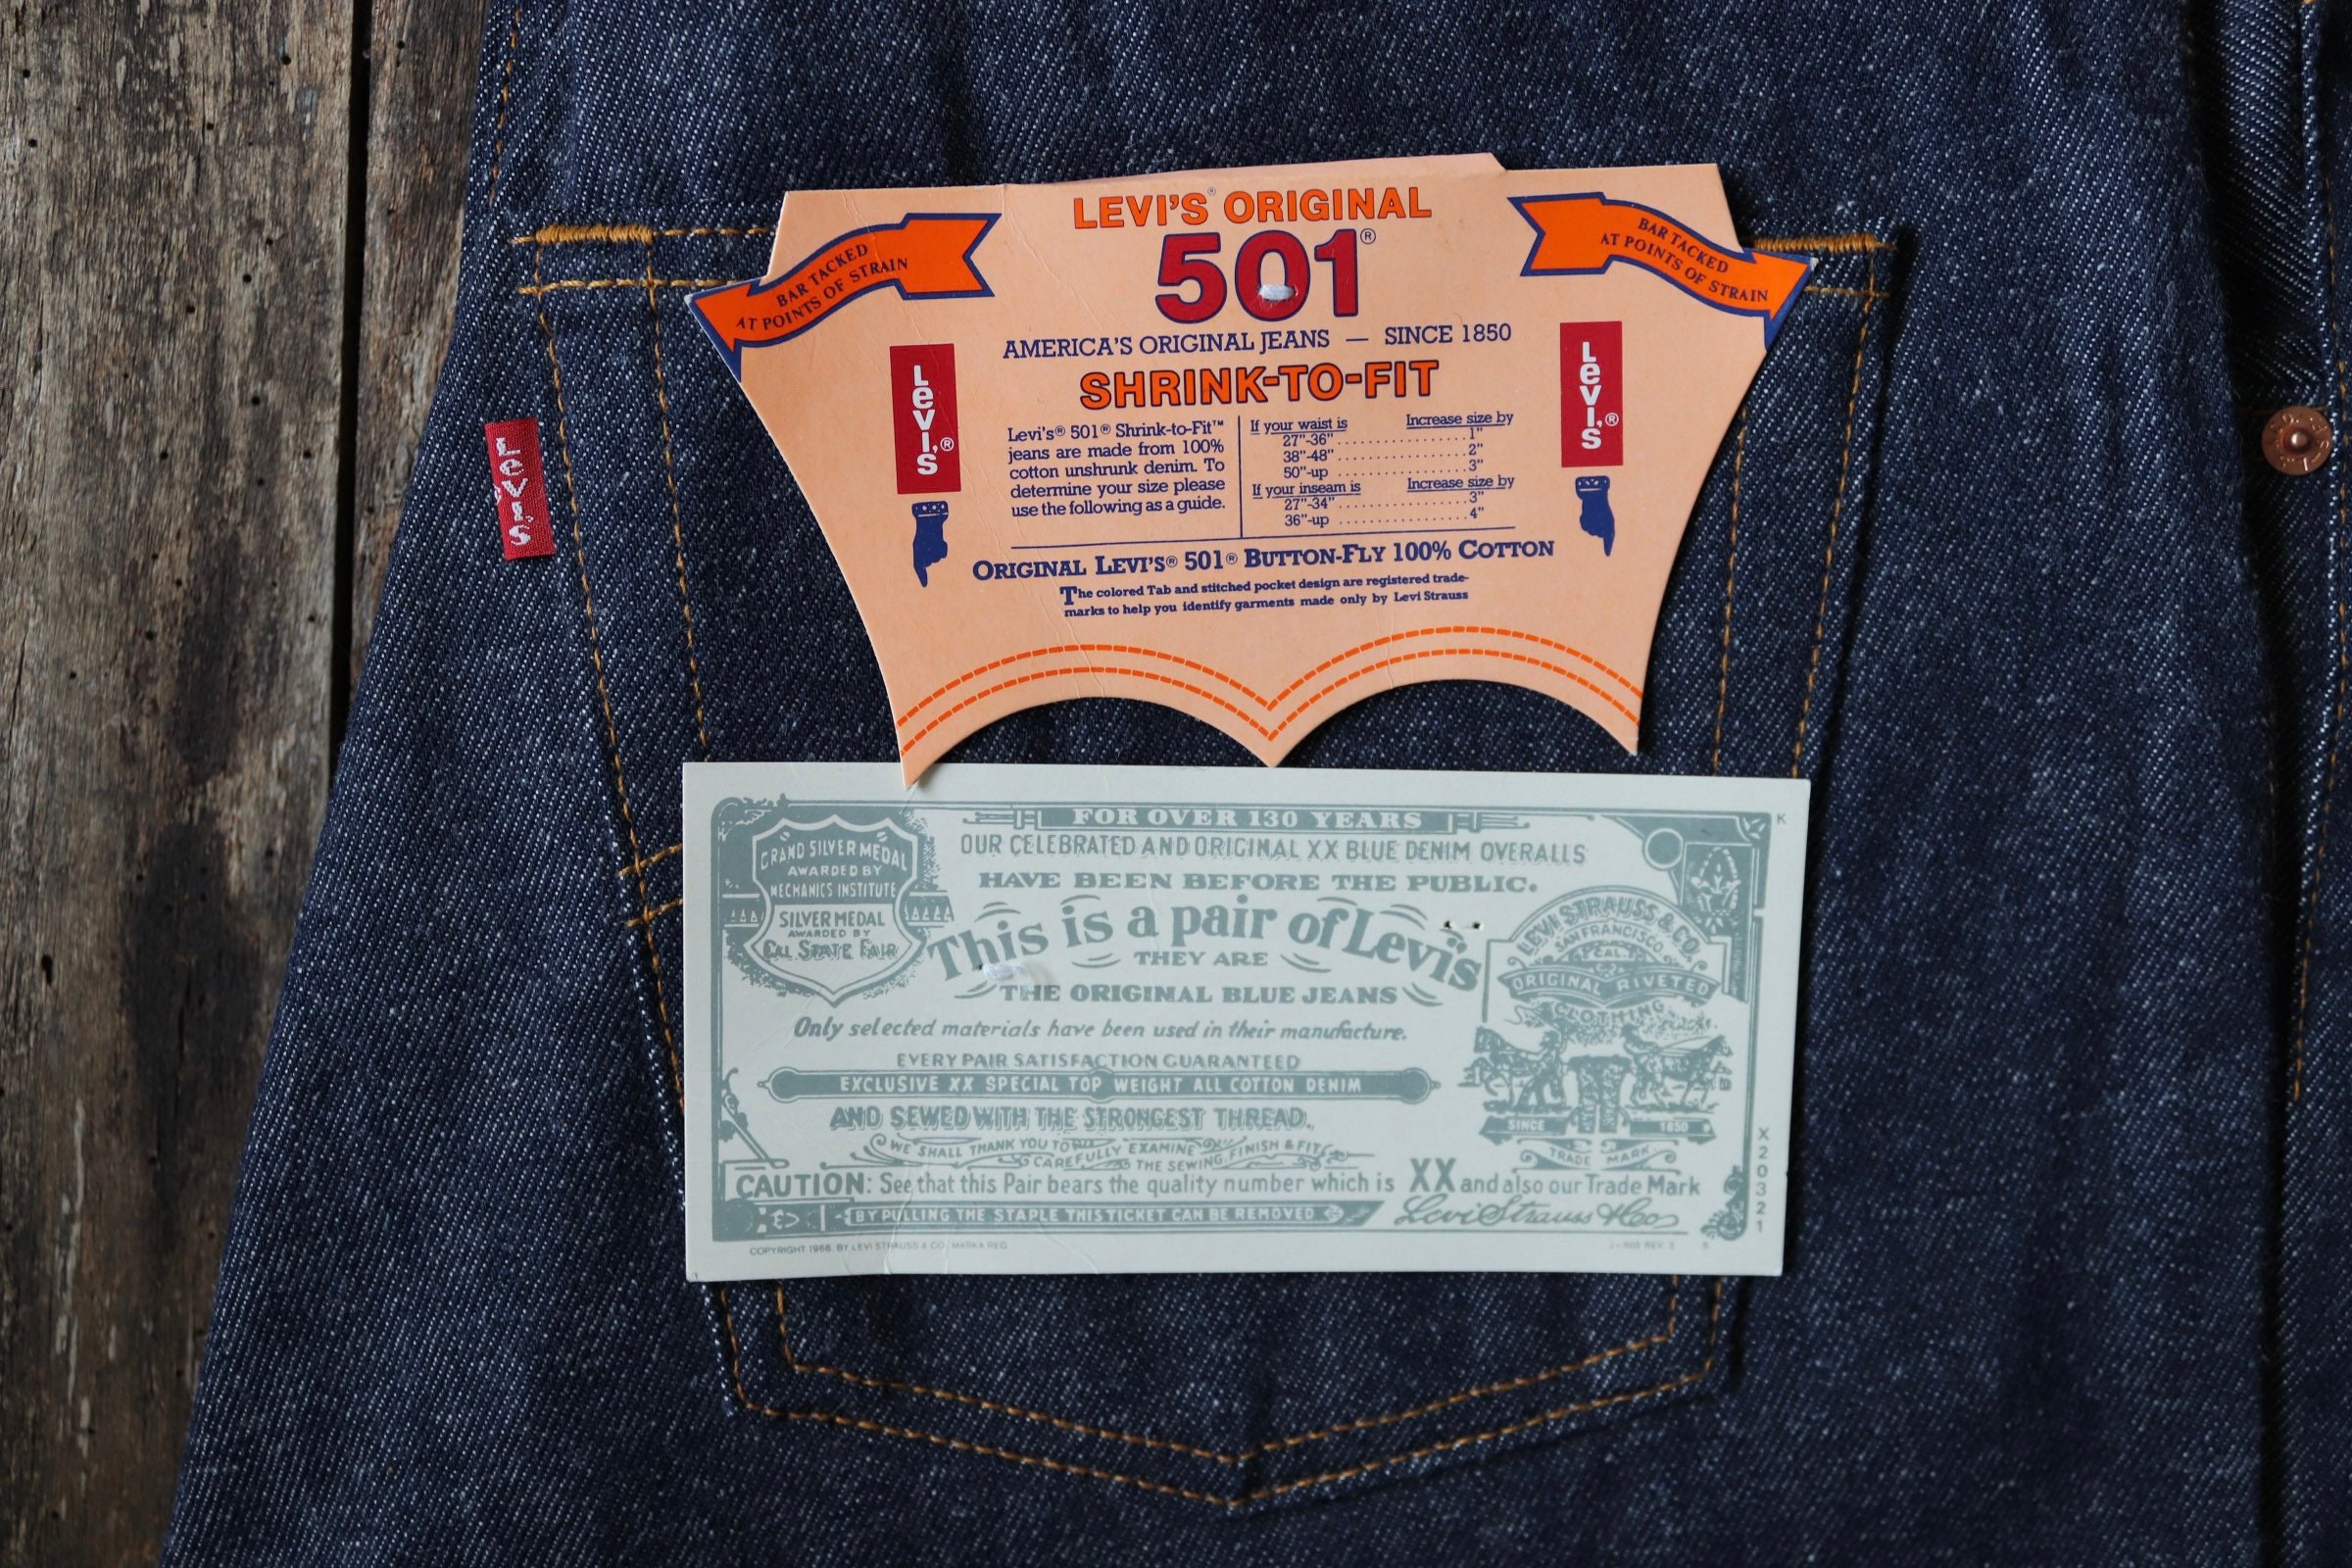 LEVI'S® ORIGINAL
501®
AMERICA'S ORIGINAL JEANS — SINCE 1850
SHRINK-TO-FIT
BAR TACKED
AT POINTS OF STRAIN
BAR TACKED
AT POINTS OF STRAIN
Levi's®
Levi's®
LEVI'S
Levi's® 501® Shrink-to-Fit™
jeans are made from 100%
cotton unshrunk denim. To
determine your size please
use the following as a guide.
If your waist is Increase size by
27"-36" 1"
38"-48" 2"
50"-up 3"
If your inseam is Increase size by
27"-34" 3"
36"-up 4"
ORIGINAL LEVI'S® 501® BUTTON-FLY 100% COTTON
The colored Tab and stitched pocket design are registered trade-
marks to help you identify garments made only by Levi Strauss
FOR OVER 130 YEARS
K
OUR CELEBRATED AND ORIGINAL XX BLUE DENIM OVERALLS
HAVE BEEN BEFORE THE PUBLIC.
GRAND SILVER MEDAL
AWARDED BY
MECHANICS INSTITUTE
SILVER MEDAL
AWARDED BY
CAL STATE FAIR
This is a pair of Levi's
THEY ARE
THE ORIGINAL BLUE JEANS
LEVI STRAUSS & CO.
SAN FRANCISCO,
CAL.
ORIGINAL RIVETED
CLOTHING
SINCE 1850
TRADE MARK
Only selected materials have been used in their manufacture.
EVERY PAIR SATISFACTION GUARANTEED
EXCLUSIVE XX SPECIAL TOP WEIGHT ALL COTTON DENIM
AND SEWED WITH THE STRONGEST THREAD.
WE SHALL THANK YOU TO EXAMINE FINISH & FIT
CAREFULLY THE SEWING,
CAUTION: See that this Pair bears the quality number which is XX and also our Trade Mark
BY PULLING THE STAPLE THIS TICKET CAN BE REMOVED
Levi Strauss & Co
X20321
COPYRIGHT 1966. BY LEVI STRAUSS & CO. MARKA REG.